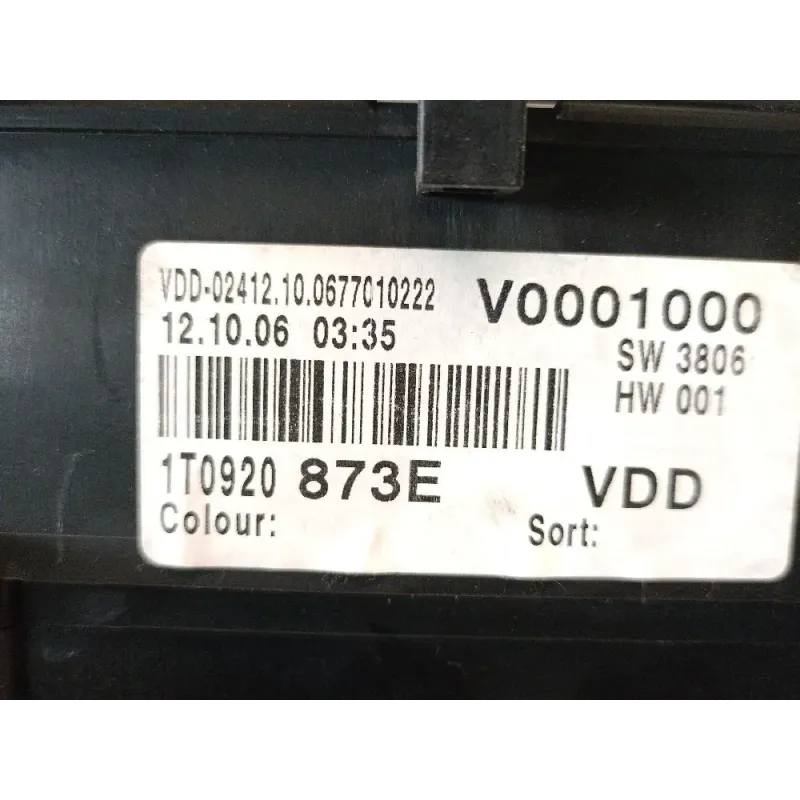 VDD-02412.10.0677010222 V0001000
12.10.06 03:35 SW 3806
HW 001
1T0920 873E VDD
Colour: Sort: